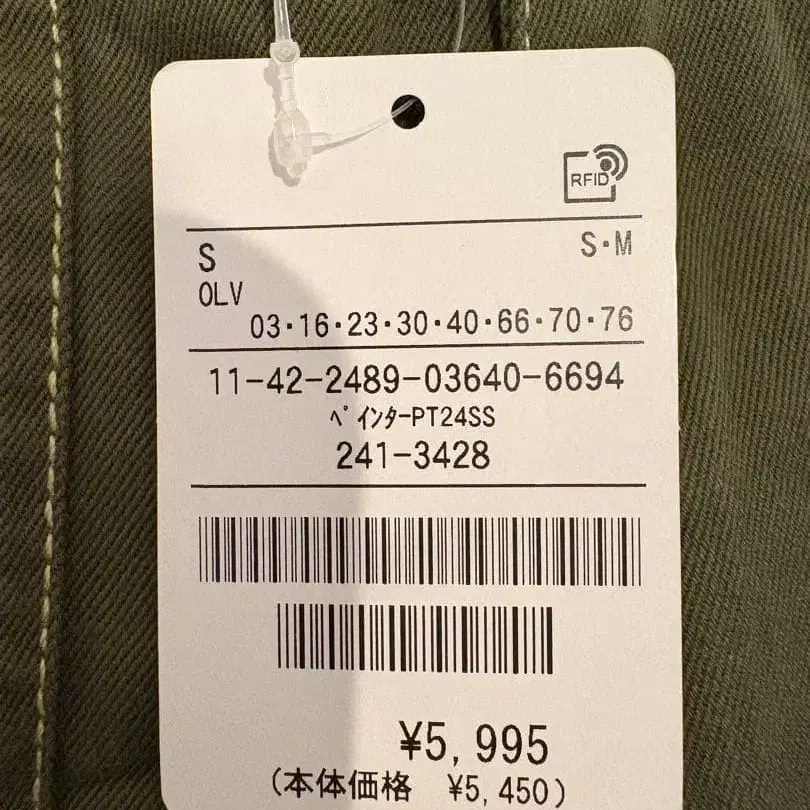 RFID
S S・M
OLV
03・16・23・30・40・66・70・76
11-42-2489-03640-6694
ﾍﾟｲﾝﾀｰPT24SS
241-3428
¥5,995
(本体価格 ¥5,450)